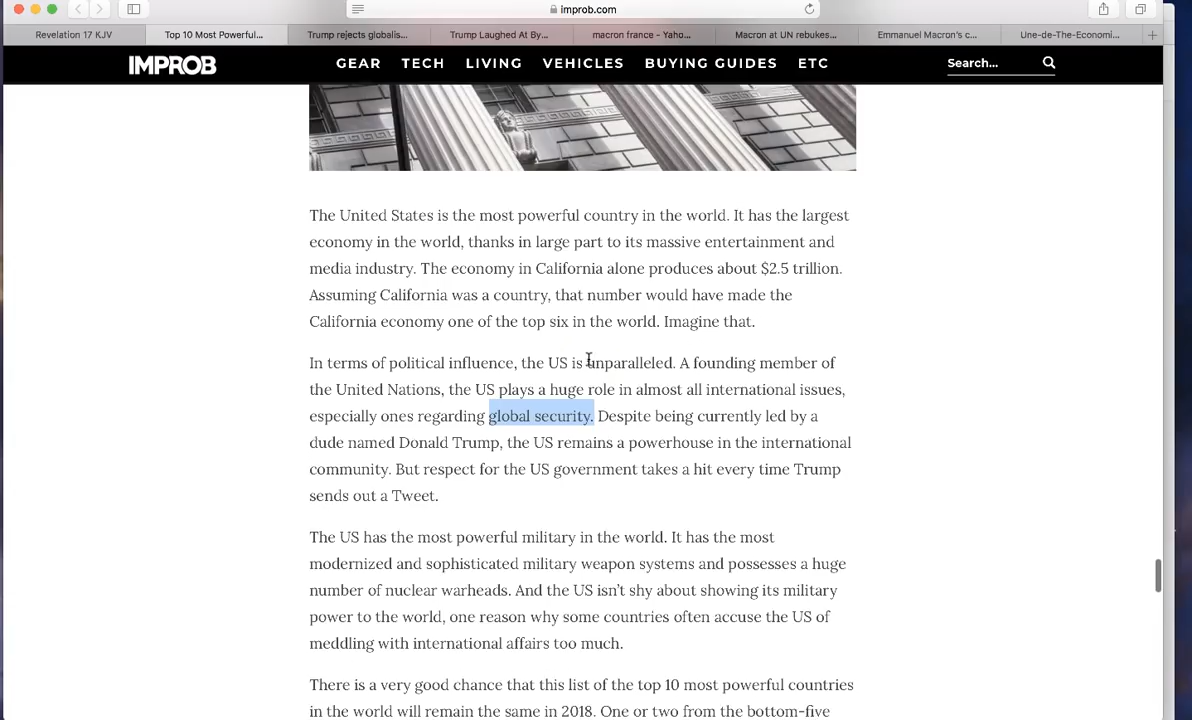 improb.com
Revelation 17 KJV
Top 10 Most Powerful...
Trump rejects globalis...
Trump Laughed At By...
macron france - Yaho...
Macron at UN rebukes...
Emmanuel Macron's c...
Une-de-The-Economi...
IMPROB
GEAR TECH LIVING VEHICLES BUYING GUIDES ETC
Search...
The United States is the most powerful country in the world. It has the largest
economy in the world, thanks in large part to its massive entertainment and
media industry. The economy in California alone produces about $2.5 trillion.
Assuming California was a country, that number would have made the
California economy one of the top six in the world. Imagine that.
In terms of political influence, the US is unparalleled. A founding member of
the United Nations, the US plays a huge role in almost all international issues,
especially ones regarding global security. Despite being currently led by a
dude named Donald Trump, the US remains a powerhouse in the international
community. But respect for the US government takes a hit every time Trump
sends out a Tweet.
The US has the most powerful military in the world. It has the most
modernized and sophisticated military weapon systems and possesses a huge
number of nuclear warheads. And the US isn't shy about showing its military
power to the world, one reason why some countries often accuse the US of
meddling with international affairs too much.
There is a very good chance that this list of the top 10 most powerful countries
in the world will remain the same in 2018. One or two from the bottom-five